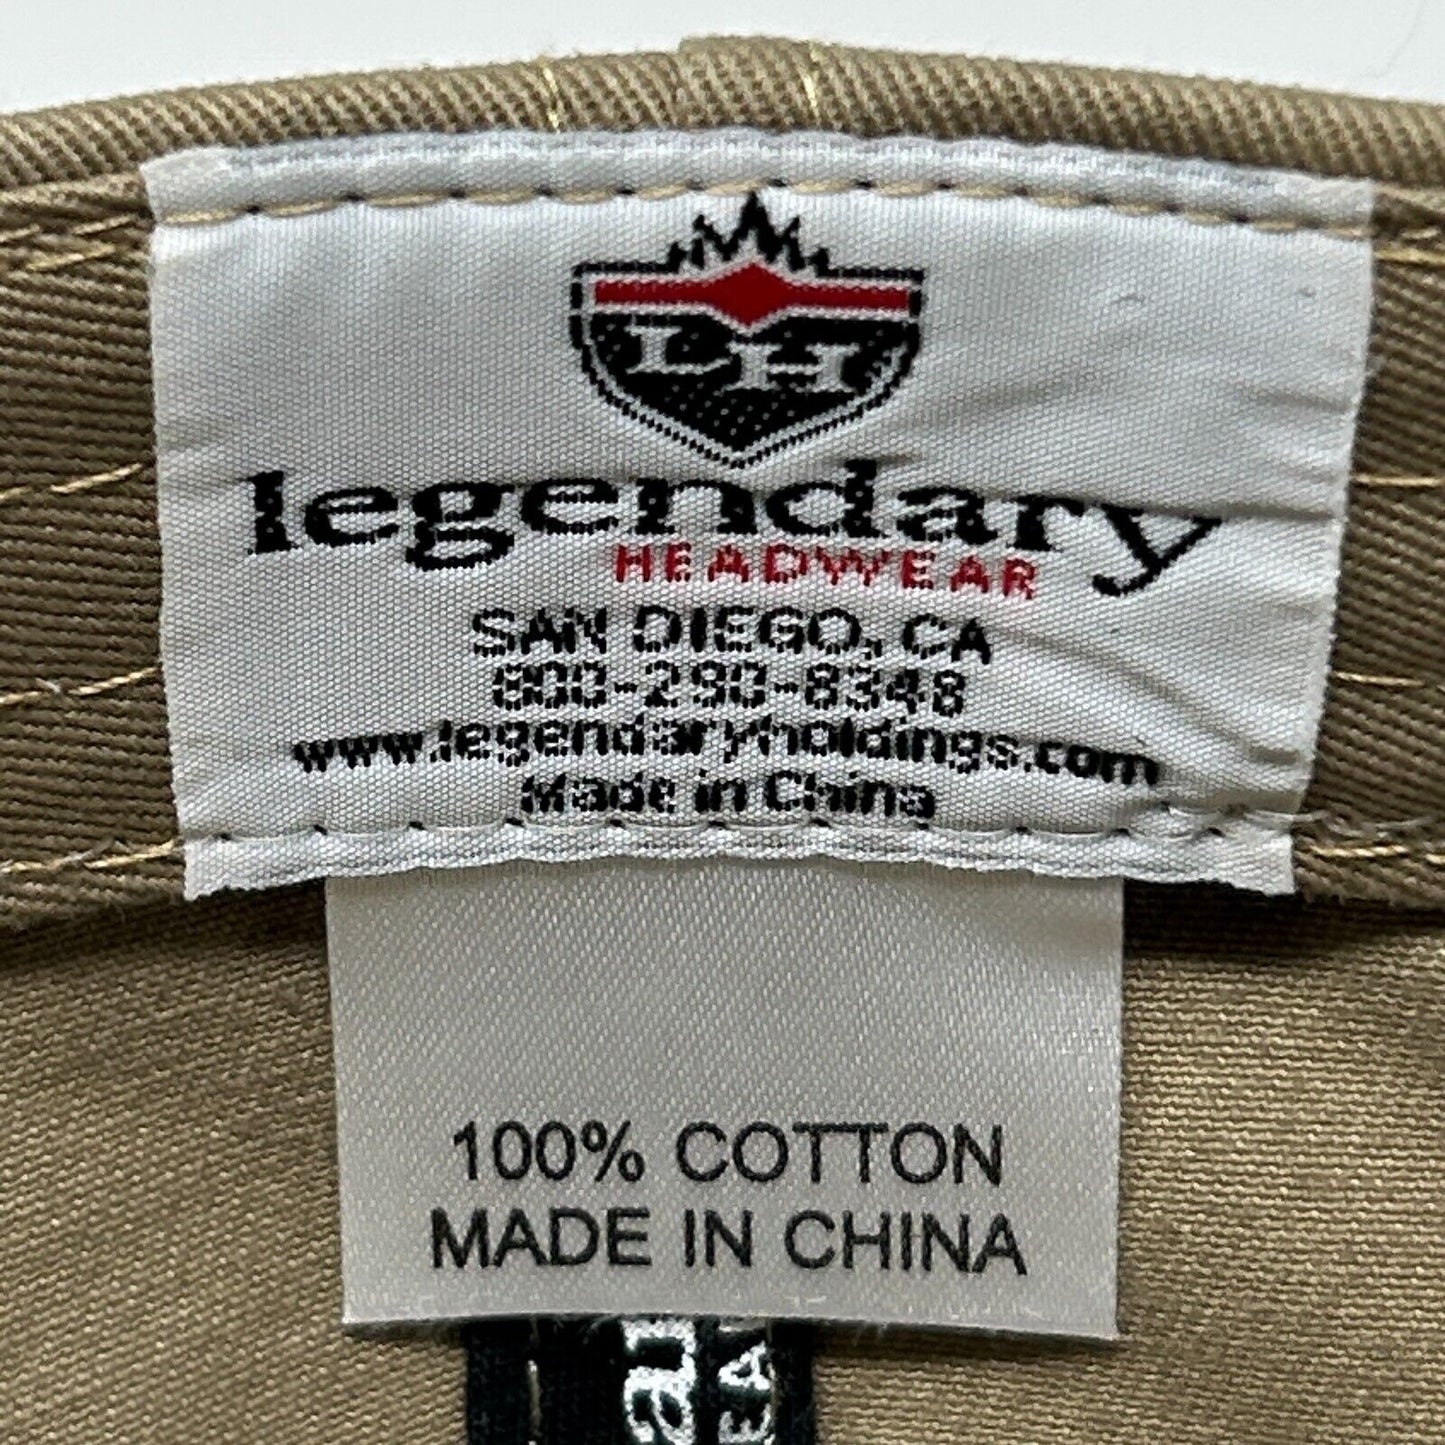 LH
legendary
HEADWEAR
SAN DIEGO, CA
800-290-8348
www.legendaryholdings.com
Made in China
100% COTTON
MADE IN CHINA